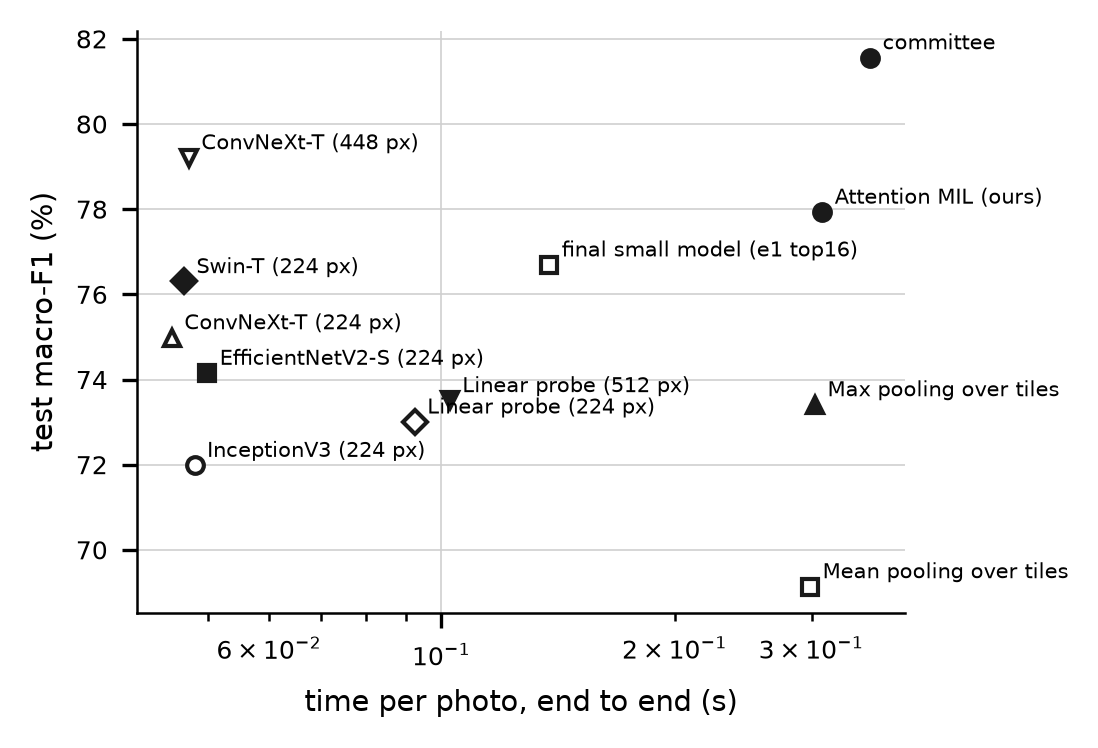 82
committee
80
ConvNeXt-T (448 px)
78
Attention MIL (ours)
final small model (e1 top16)
Swin-T (224 px)
76
ConvNeXt-T (224 px)
EfficientNetV2-S (224 px)
74
Linear probe (512 px)
Max pooling over tiles
Linear probe (224 px)
InceptionV3 (224 px)
72
70
Mean pooling over tiles
test macro-F1 (%)
6 × 10⁻² 10⁻¹ 2 × 10⁻¹ 3 × 10⁻¹
time per photo, end to end (s)